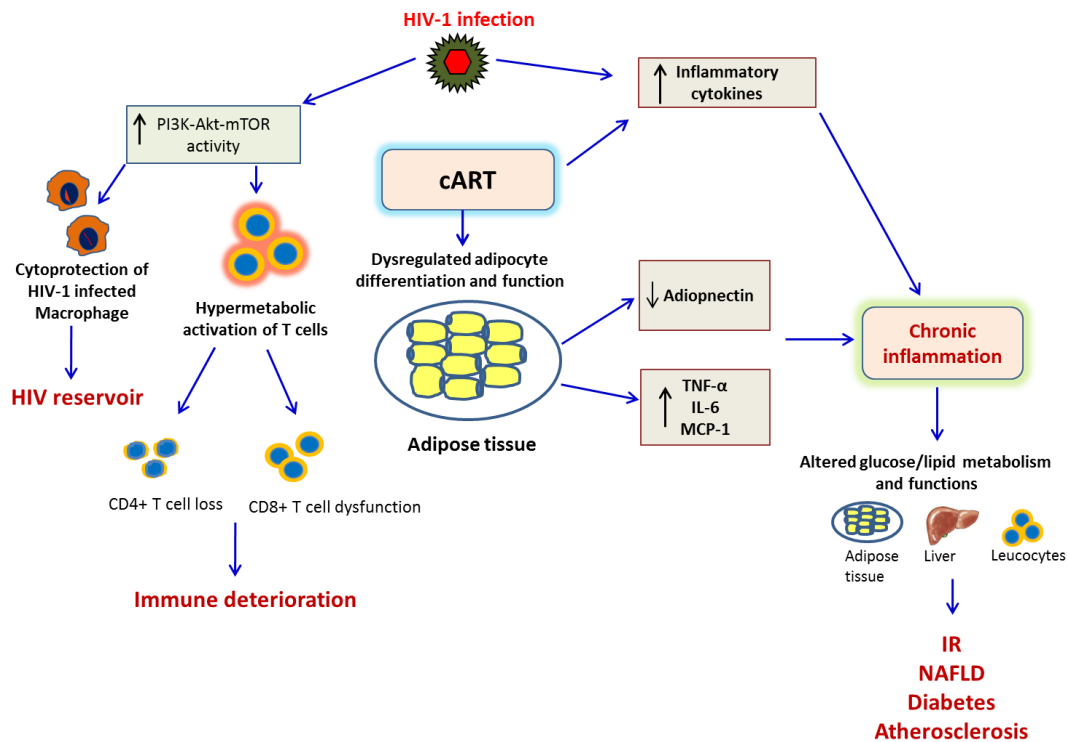 HIV-1 infection
Inflammatory
cytokines
PI3K-Akt-mTOR
activity
cART
Cytoprotection of
HIV-1 infected
Macrophage
Hypermetabolic
activation of T cells
Dysregulated adipocyte
differentiation and function
Adiopnectin
Chronic
inflammation
HIV reservoir
TNF-α
IL-6
MCP-1
Adipose tissue
CD4+ T cell loss
CD8+ T cell dysfunction
Altered glucose/lipid metabolism
and functions
Adipose
tissue
Liver
Leucocytes
Immune deterioration
IR
NAFLD
Diabetes
Atherosclerosis